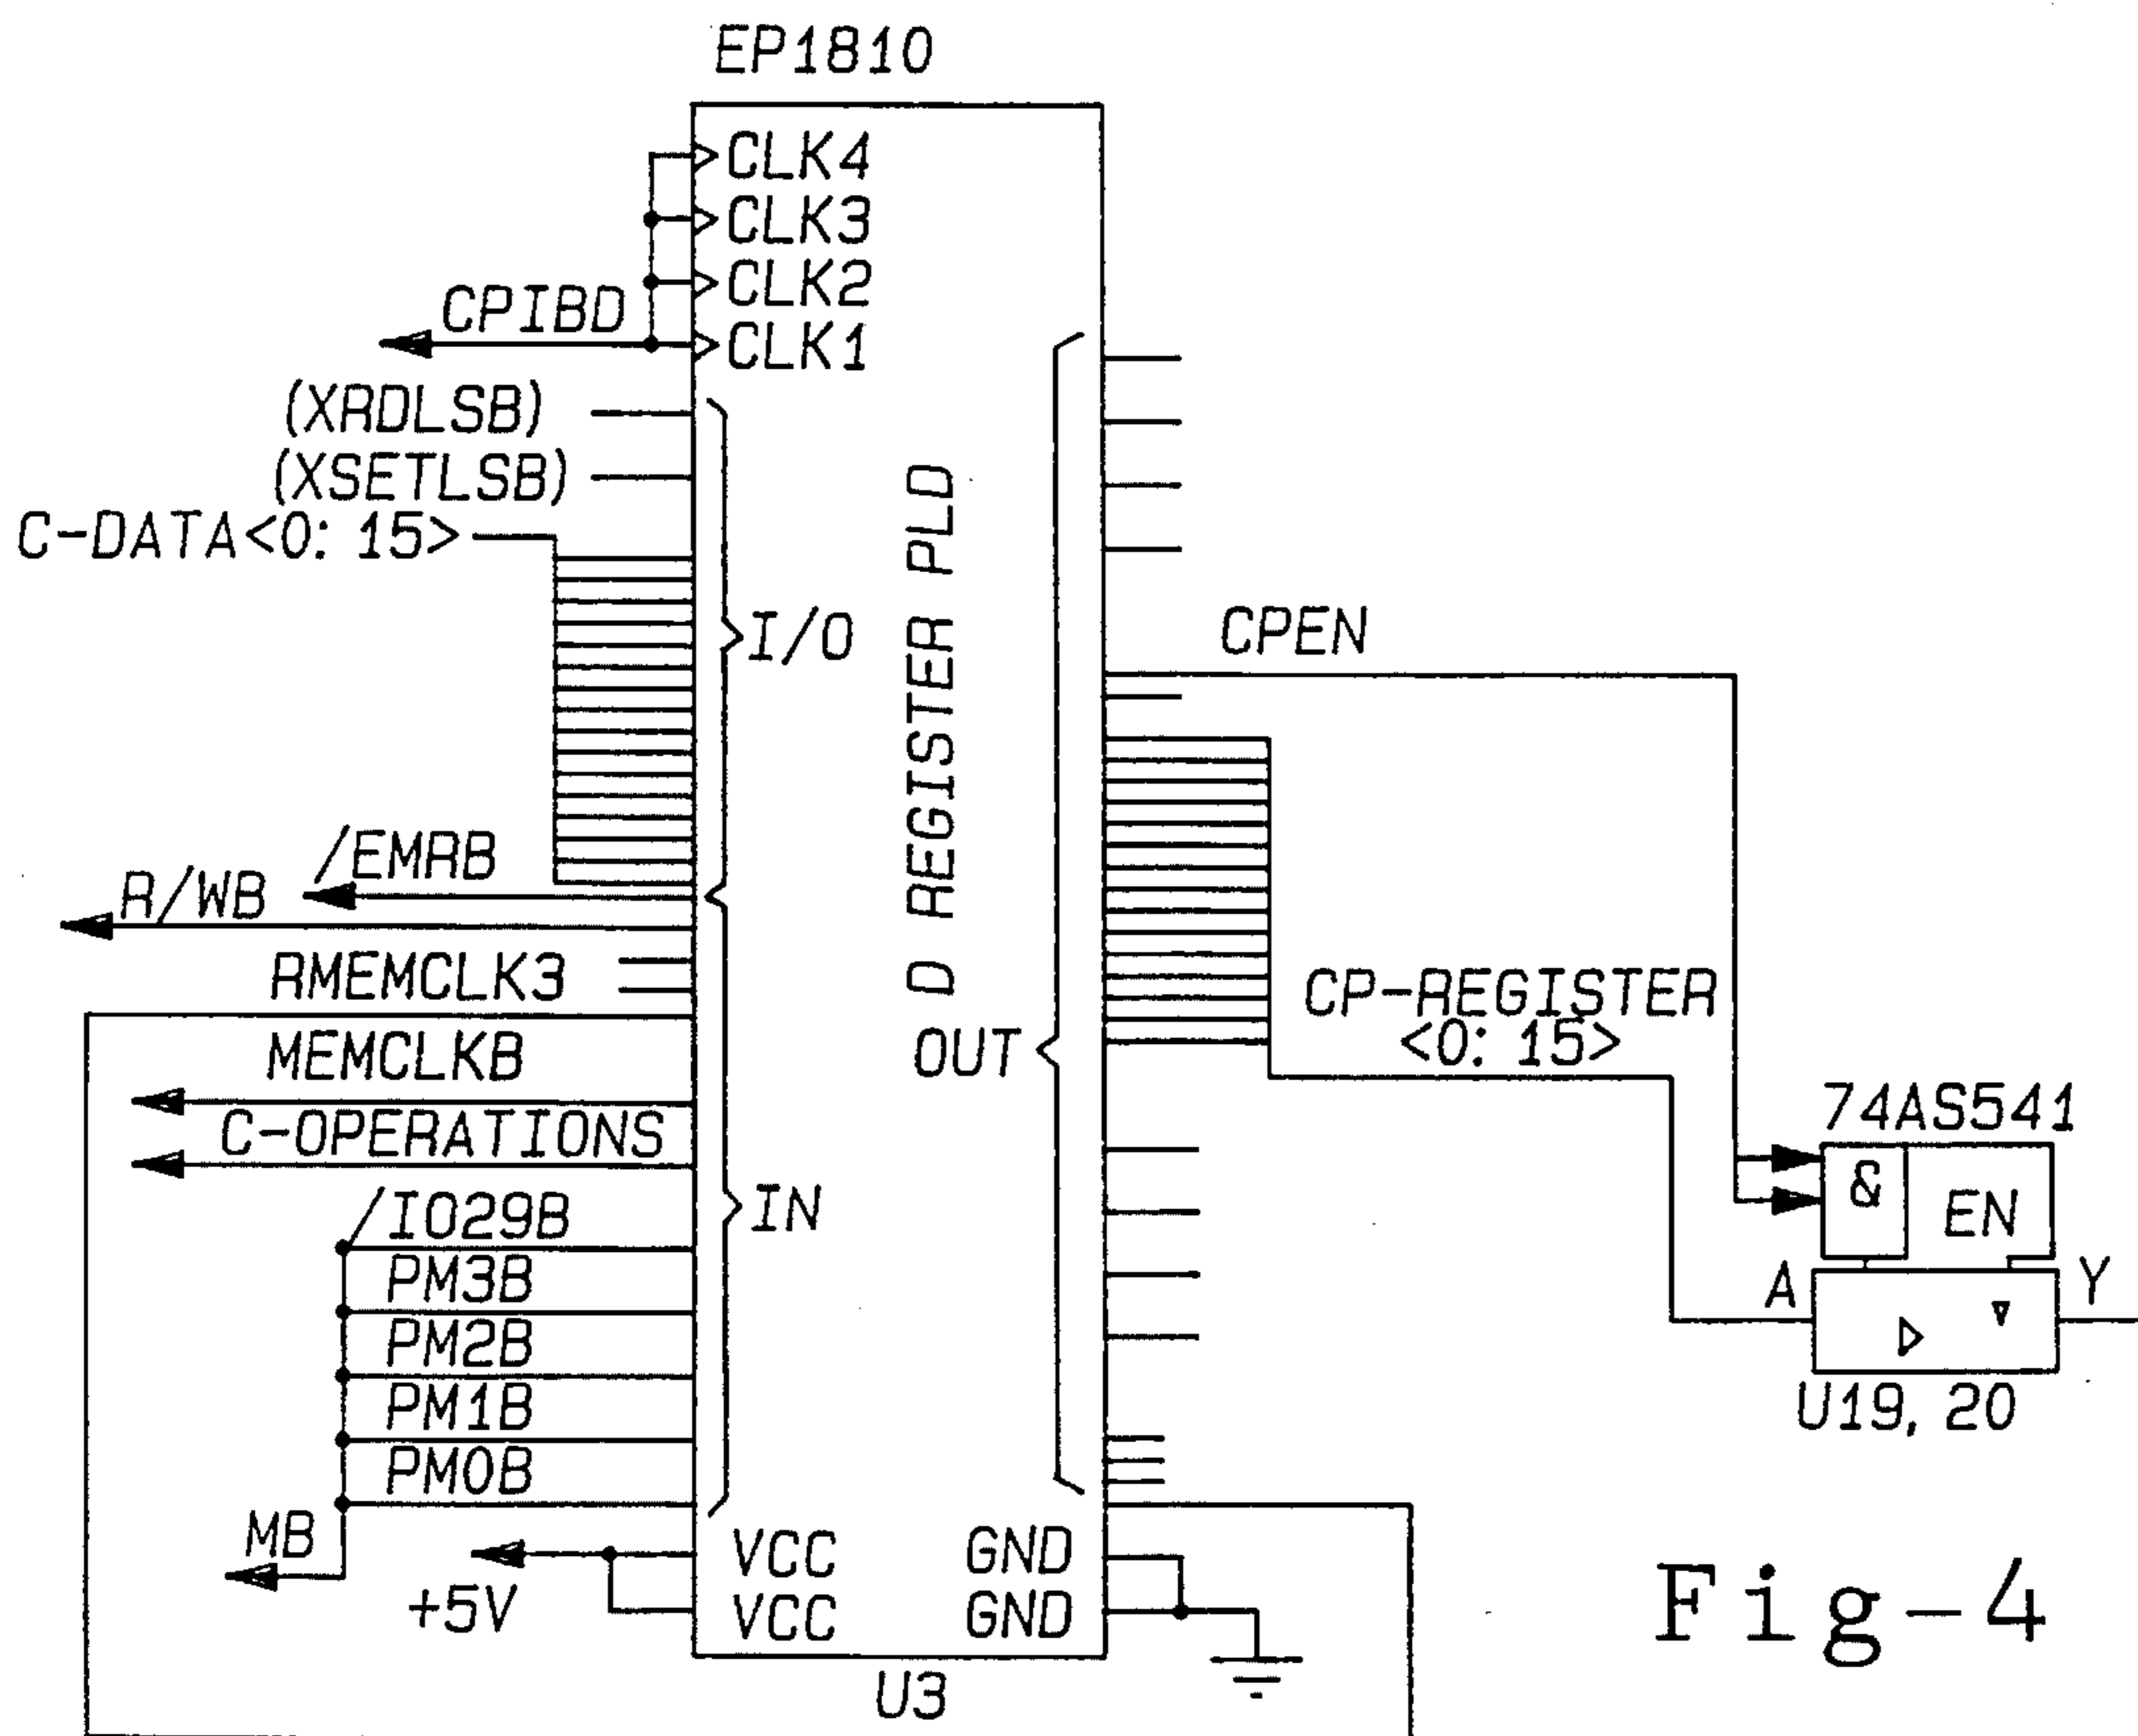 EP1810
CLK4
CLK3
CLK2
CPIBD
CLK1
(XRDLSB)
(XSETLSB)
C-DATA<0: 15>
I/O
D REGISTER PLD
CPEN
/EMRB
R/WB
RMEMCLK3
CP-REGISTER
<0: 15>
OUT
MEMCLKB
C-OPERATIONS
74AS541
&
EN
/IO29B
IN
PM3B
A
Y
PM2B
PM1B
U19, 20
PM0B
MB
VCC
GND
+5V
VCC
GND
U3
Fig-4